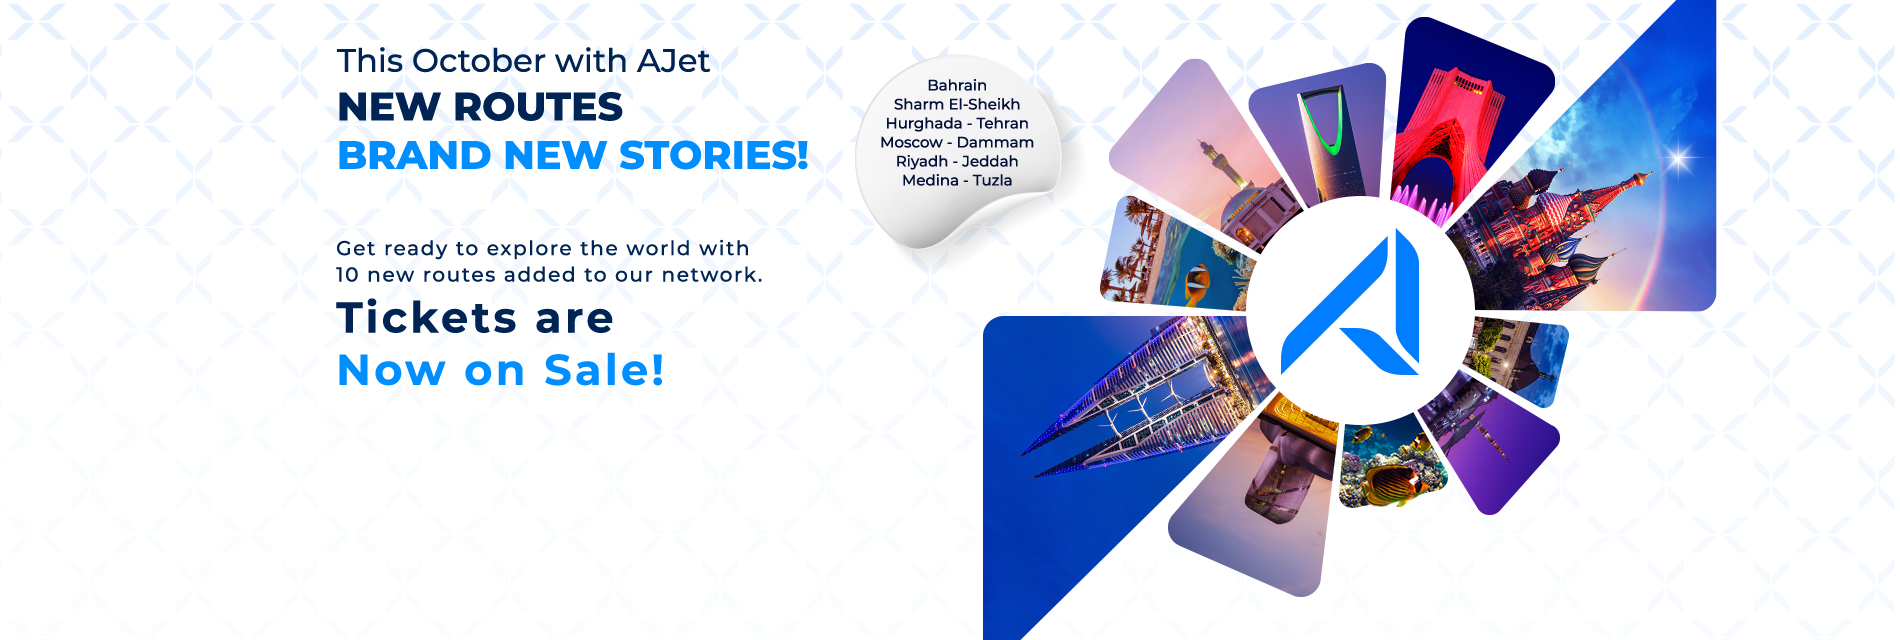 This October with AJet
NEW ROUTES
BRAND NEW STORIES!
Get ready to explore the world with
10 new routes added to our network.
Tickets are
Now on Sale!
Bahrain
Sharm El-Sheikh
Hurghada - Tehran
Moscow - Dammam
Riyadh - Jeddah
Medina - Tuzla